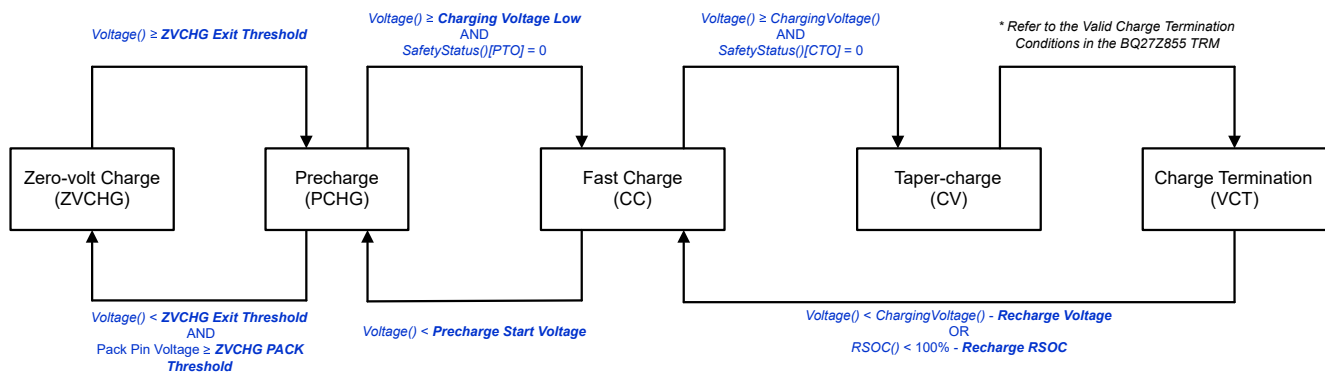 Voltage() ≥ ZVCHG Exit Threshold
Voltage() ≥ Charging Voltage Low
AND
SafetyStatus()[PTO] = 0
Voltage() ≥ ChargingVoltage()
AND
SafetyStatus()[CTO] = 0
* Refer to the Valid Charge Termination
Conditions in the BQ27Z855 TRM
Zero-volt Charge
(ZVCHG)
Precharge
(PCHG)
Fast Charge
(CC)
Taper-charge
(CV)
Charge Termination
(VCT)
Voltage() < ZVCHG Exit Threshold
AND
Pack Pin Voltage ≥ ZVCHG PACK
Threshold
Voltage() < Precharge Start Voltage
Voltage() < ChargingVoltage() - Recharge Voltage
OR
RSOC() < 100% - Recharge RSOC